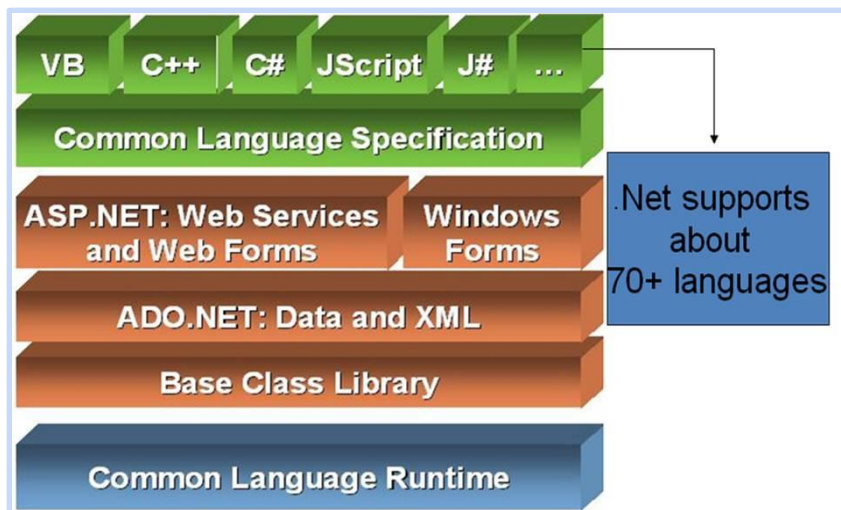 VB C++ C# JScript J# ...
Common Language Specification
ASP.NET: Web Services
and Web Forms
Windows
Forms
ADO.NET: Data and XML
Base Class Library
Common Language Runtime
.Net supports
about
70+ languages